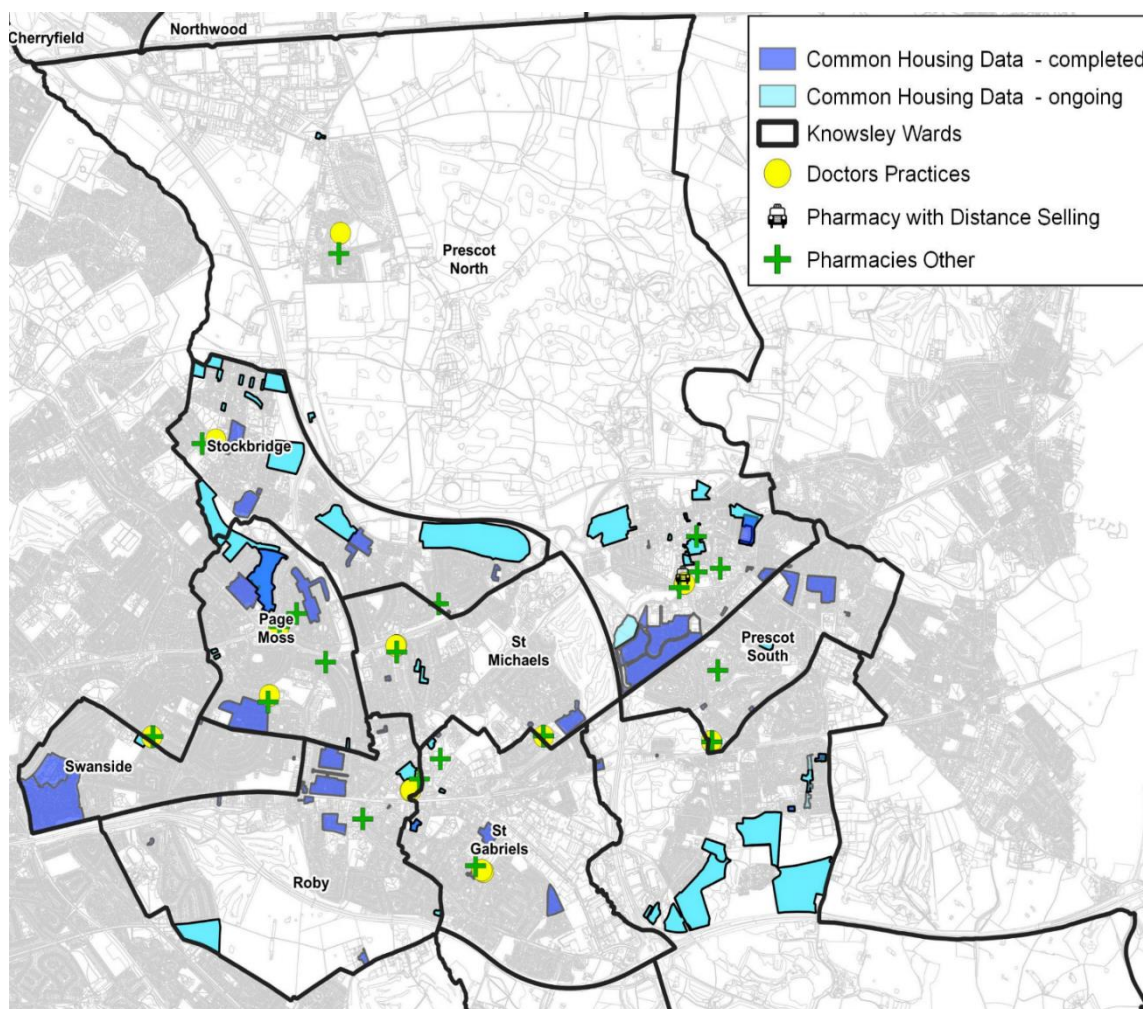 Cherryfield
Northwood
Common Housing Data - completed
Common Housing Data - ongoing
Knowsley Wards
Doctors Practices
Pharmacy with Distance Selling
Pharmacies Other
Prescot
North
Stockbridge
Page
Moss
St
Michaels
Prescot
South
Swanside
St
Gabriels
Roby